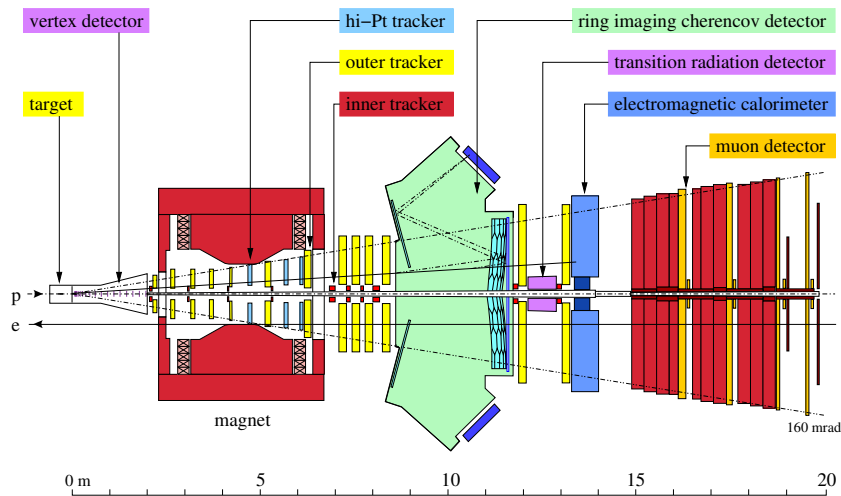 vertex detector
hi−Pt tracker
ring imaging cherencov detector
outer tracker
transition radiation detector
target
inner tracker
electromagnetic calorimeter
muon detector
p
e
magnet
160 mrad
0 m
5
10
15
20